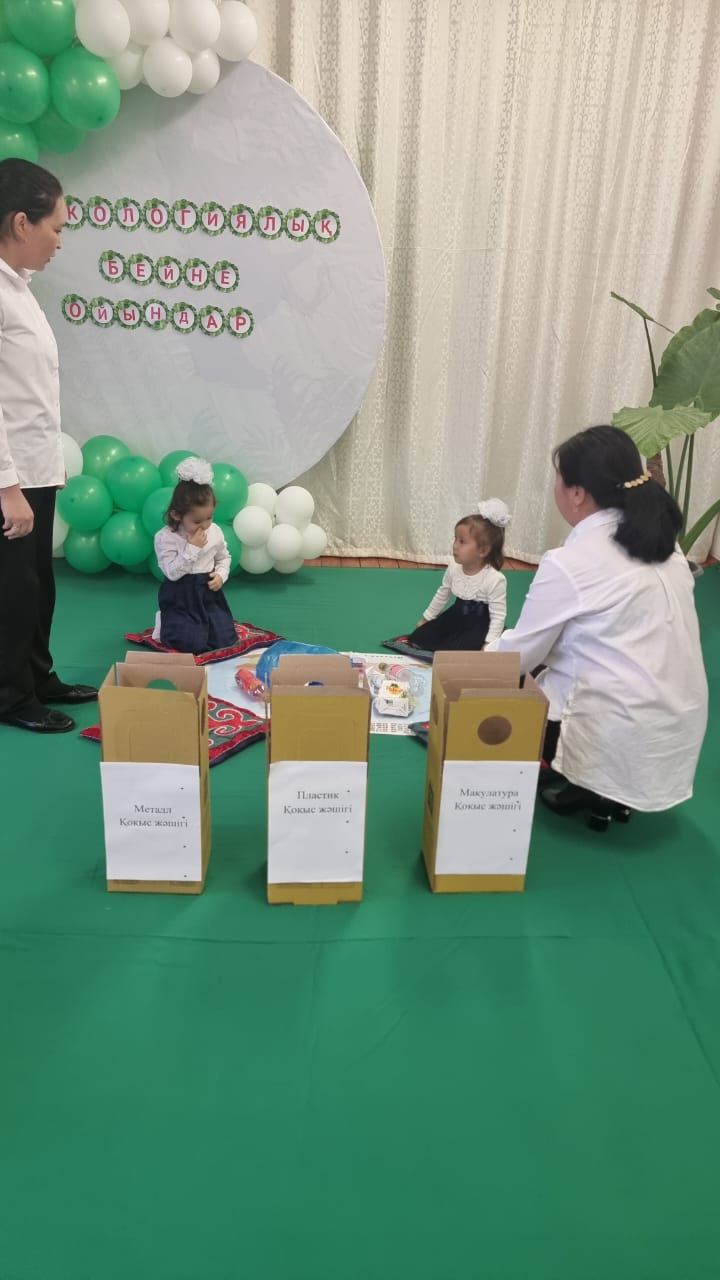 КОЛОГИЯЛЫҚ
БЕЙНЕ
ОЙЫНДАР
Металл
Қоқыс жәшігі
Пластик
Қоқыс жәшігі
Макулатура
Қоқыс жәшігі